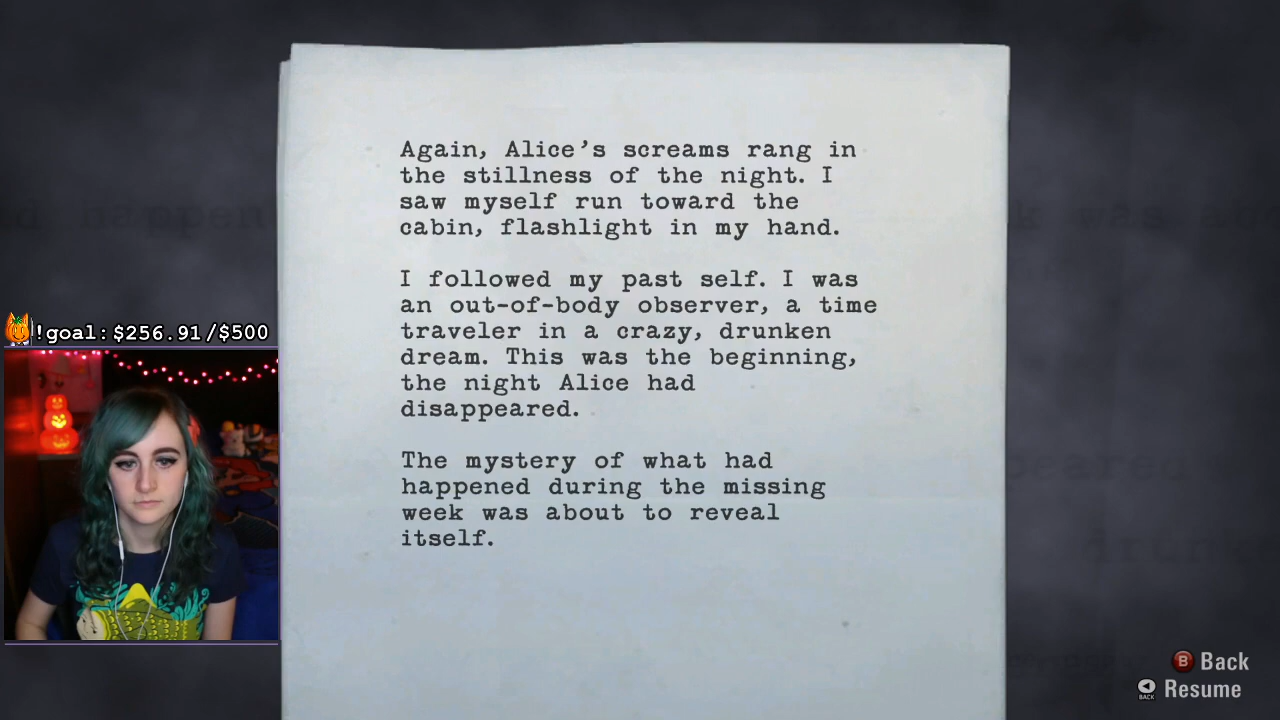 Again, Alice's screams rang in
the stillness of the night. I
saw myself run toward the
cabin, flashlight in my hand.
I followed my past self. I was
an out-of-body observer, a time
traveler in a crazy, drunken
dream. This was the beginning,
the night Alice had
disappeared.
The mystery of what had
happened during the missing
week was about to reveal
itself.
!goal: $256.91/$500
B Back
BACK Resume